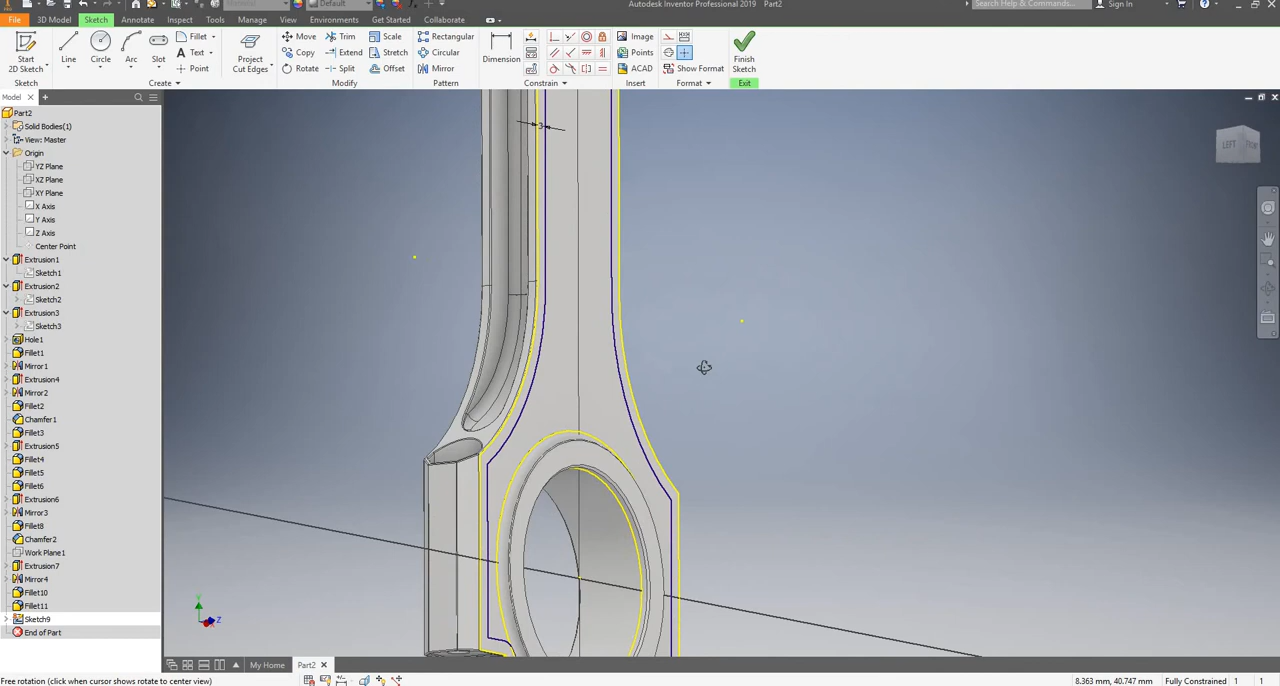 Autodesk Inventor Professional 2019 Part2
Search Help & Commands... Sign In
File 3D Model Sketch Annotate Inspect Tools Manage View Environments Get Started Collaborate
Start 2D Sketch
Line Circle Arc Slot
Fillet
Text
Point
Project Cut Edges
Move Trim Scale
Copy Extend Stretch
Rotate Split Offset
Rectangular
Circular
Mirror
Dimension
Image
Points
ACAD
Show Format
Finish Sketch
Sketch Create Modify Pattern Constrain Insert Format Exit
Model
Part2
Solid Bodies(1)
View: Master
Origin
YZ Plane
XZ Plane
XY Plane
X Axis
Y Axis
Z Axis
Center Point
Extrusion1
Sketch1
Extrusion2
Sketch2
Extrusion3
Sketch3
Hole1
Fillet1
Mirror1
Extrusion4
Mirror2
Fillet2
Chamfer1
Fillet3
Extrusion5
Fillet4
Fillet5
Fillet6
Extrusion6
Mirror3
Fillet8
Chamfer2
Work Plane1
Extrusion7
Mirror4
Fillet10
Fillet11
Sketch9
End of Part
3
LEFT TOP
Z
My Home Part2
Free rotation (click when cursor shows rotate to center view) 8.363 mm, 40.747 mm Fully Constrained 1 1